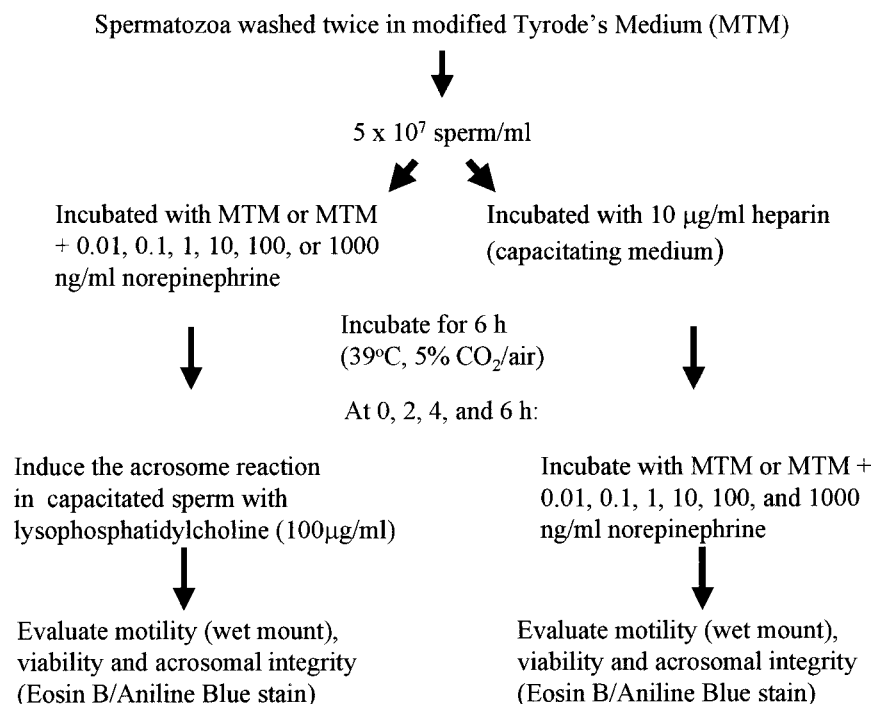 Spermatozoa washed twice in modified Tyrode's Medium (MTM)
5 x 10⁷ sperm/ml
Incubated with MTM or MTM
+ 0.01, 0.1, 1, 10, 100, or 1000
ng/ml norepinephrine
Incubated with 10 μg/ml heparin
(capacitating medium)
Incubate for 6 h
(39°C, 5% CO₂/air)
At 0, 2, 4, and 6 h:
Induce the acrosome reaction
in capacitated sperm with
lysophosphatidylcholine (100μg/ml)
Incubate with MTM or MTM +
0.01, 0.1, 1, 10, 100, and 1000
ng/ml norepinephrine
Evaluate motility (wet mount),
viability and acrosomal integrity
(Eosin B/Aniline Blue stain)
Evaluate motility (wet mount),
viability and acrosomal integrity
(Eosin B/Aniline Blue stain)